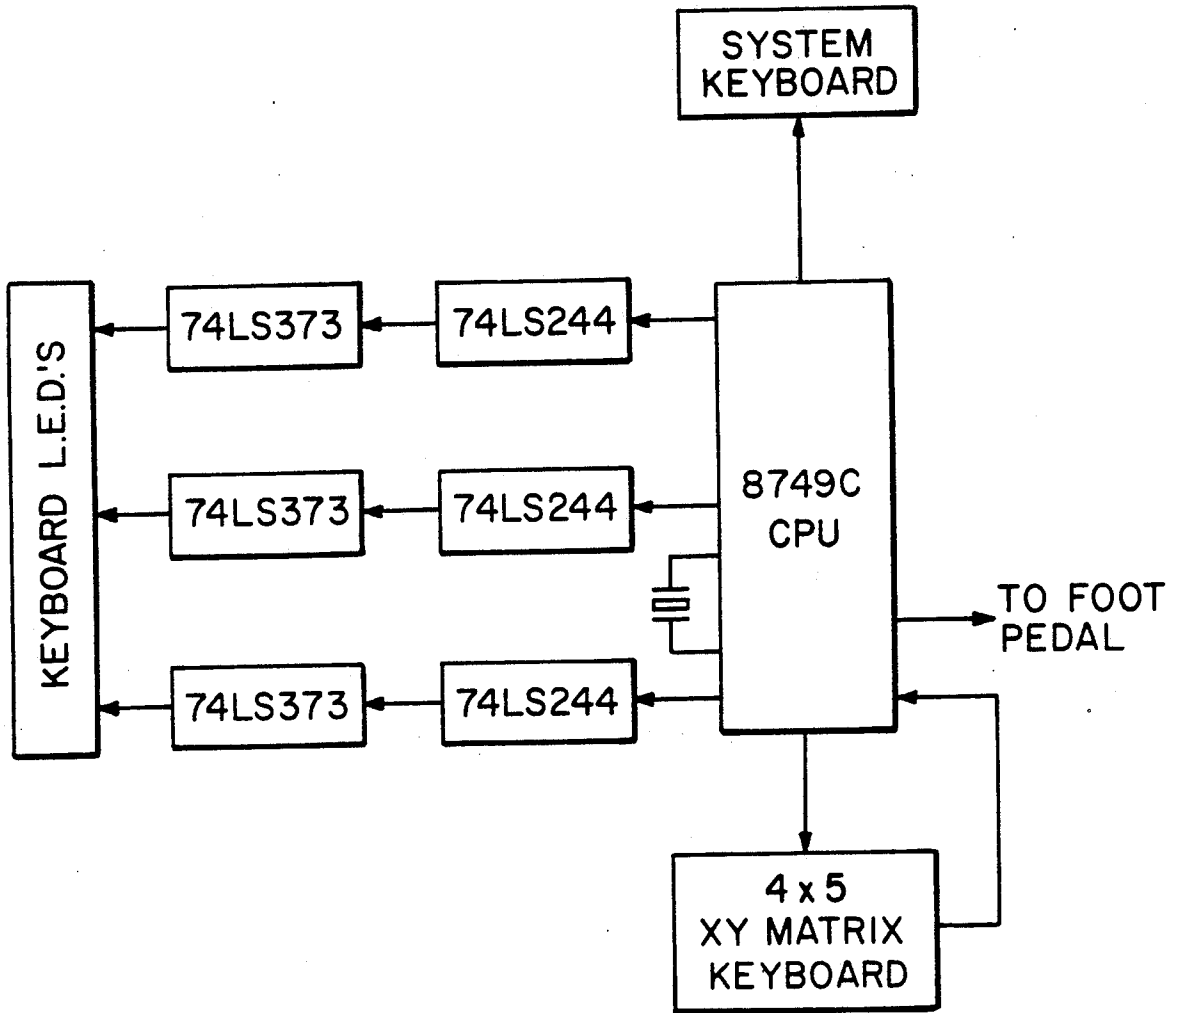 SYSTEM
KEYBOARD
KEYBOARD L.E.D.'S
74LS373
74LS244
74LS373
74LS244
8749C
CPU
TO FOOT
PEDAL
74LS373
74LS244
4 x 5
XY MATRIX
KEYBOARD